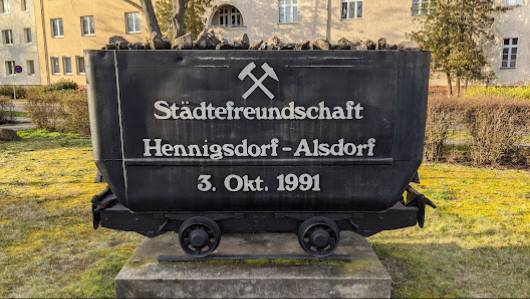 Städtefreundschaft
Hennigsdorf-Alsdorf
3. Okt. 1991